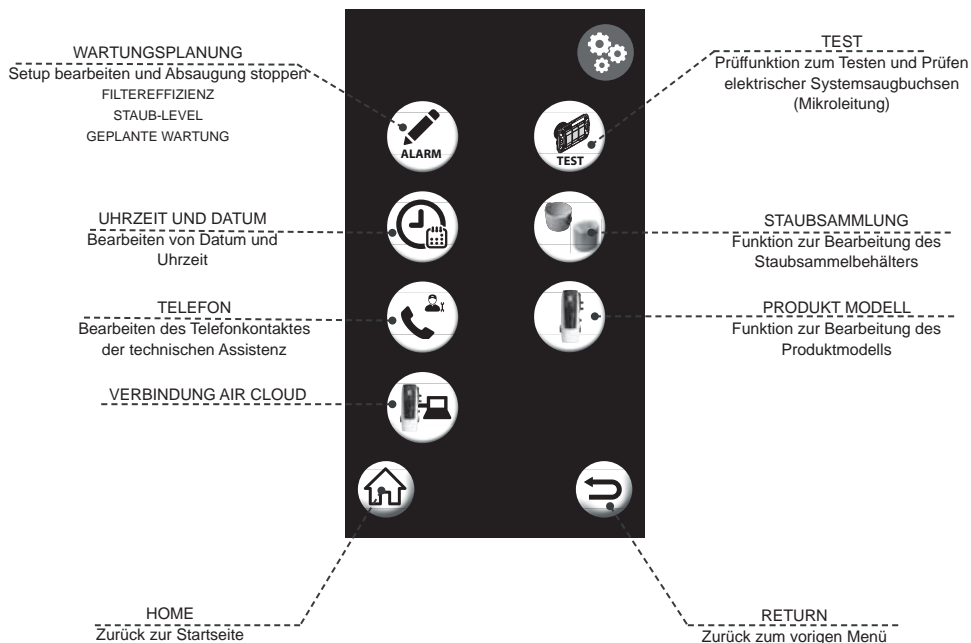 WARTUNGSPLANUNG
Setup bearbeiten und Absaugung stoppen
FILTEREFFIZIENZ
STAUB-LEVEL
GEPLANTE WARTUNG
ALARM
TEST
Prüffunktion zum Testen und Prüfen
elektrischer Systemsaugbuchsen
(Mikroleitung)
TEST
UHRZEIT UND DATUM
Bearbeiten von Datum und
Uhrzeit
STAUBSAMMLUNG
Funktion zur Bearbeitung des
Staubsammelbehälters
TELEFON
Bearbeiten des Telefonkontaktes
der technischen Assistenz
PRODUKT MODELL
Funktion zur Bearbeitung des
Produktmodells
VERBINDUNG AIR CLOUD
HOME
Zurück zur Startseite
RETURN
Zurück zum vorigen Menü